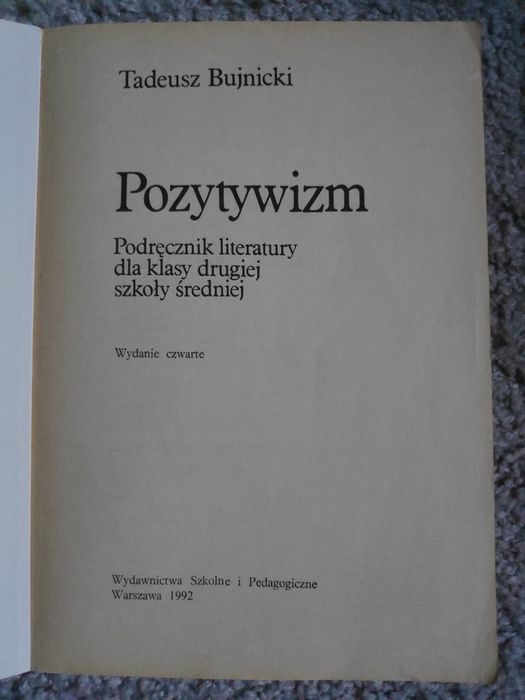 Tadeusz Bujnicki
Pozytywizm
Podręcznik literatury
dla klasy drugiej
szkoły średniej
Wydanie czwarte
Wydawnictwa Szkolne i Pedagogiczne
Warszawa 1992